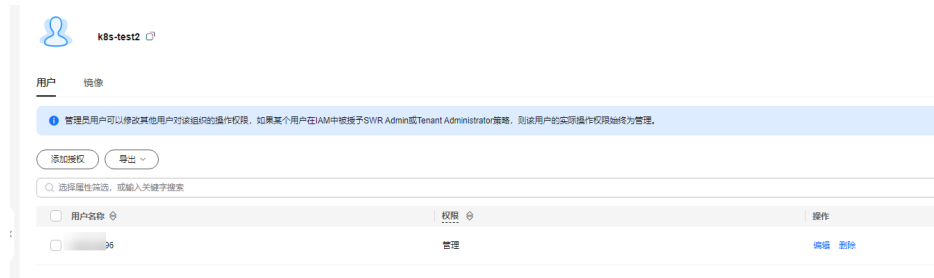 k8s-test2
用户 镜像
管理员用户可以修改其他用户对该组织的操作权限，如果某个用户在IAM中被授予SWR Admin或Tenant Administrator策略，则该用户的实际操作权限始终为管理。
添加授权 导出
选择属性筛选，或输入关键字搜索
用户名称 权限 操作
96 管理 编辑 删除